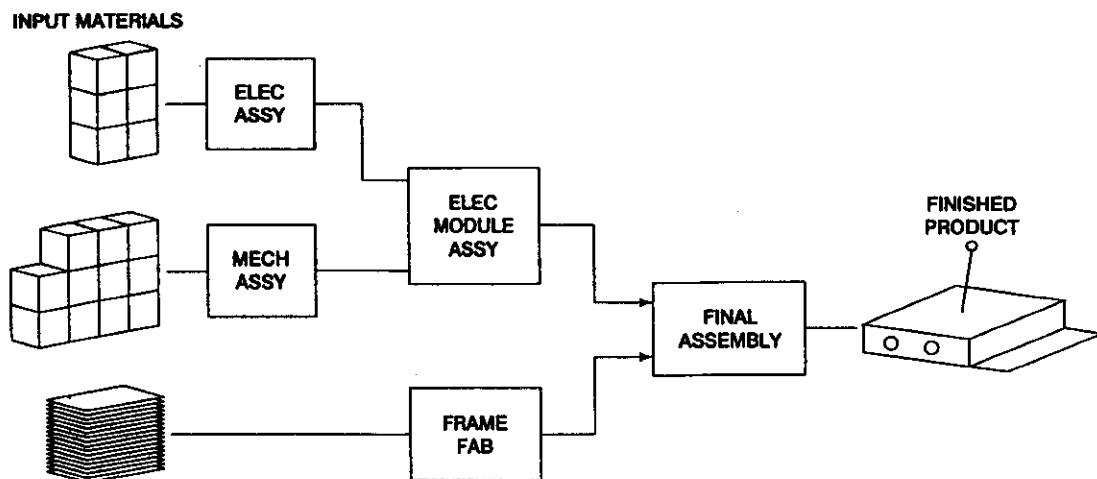 INPUT MATERIALS
ELEC
ASSY
MECH
ASSY
ELEC
MODULE
ASSY
FRAME
FAB
FINAL
ASSEMBLY
FINISHED
PRODUCT